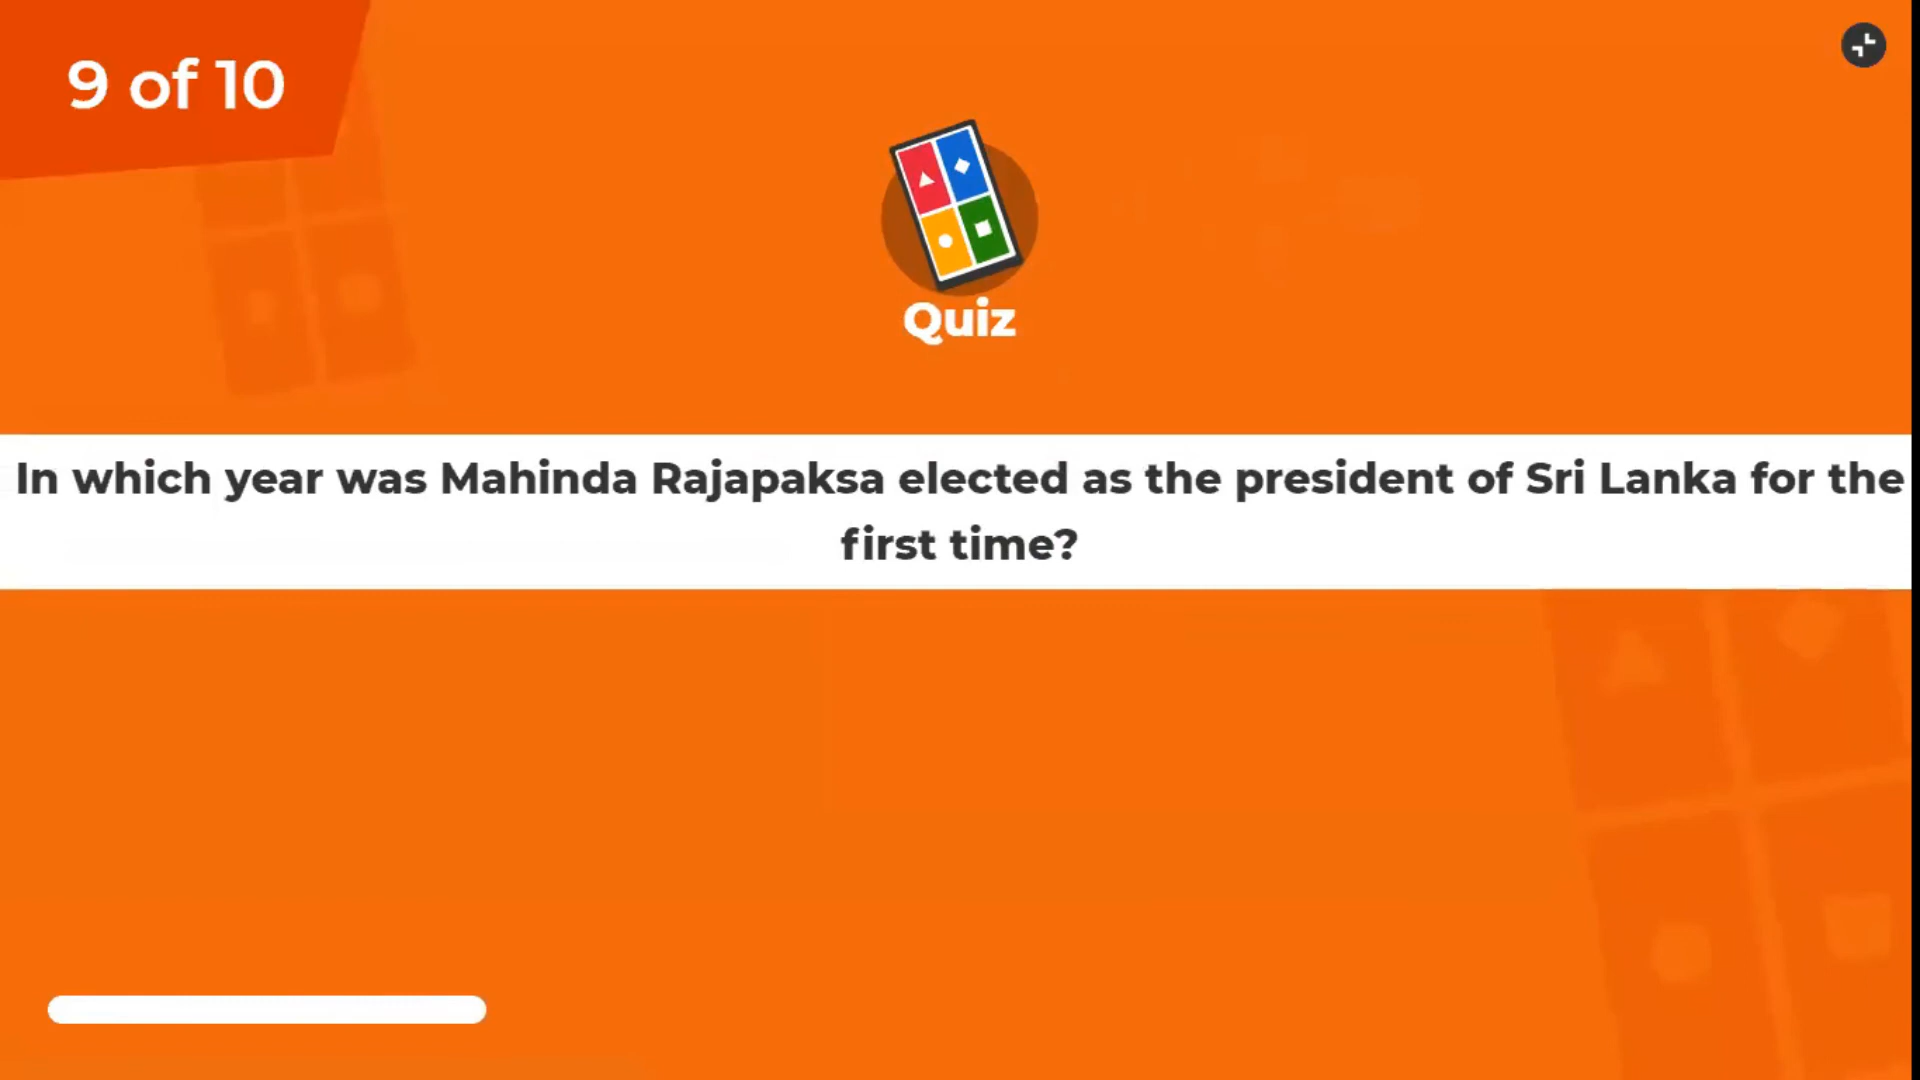 9 of 10
Quiz
In which year was Mahinda Rajapaksa elected as the president of Sri Lanka for the
first time?